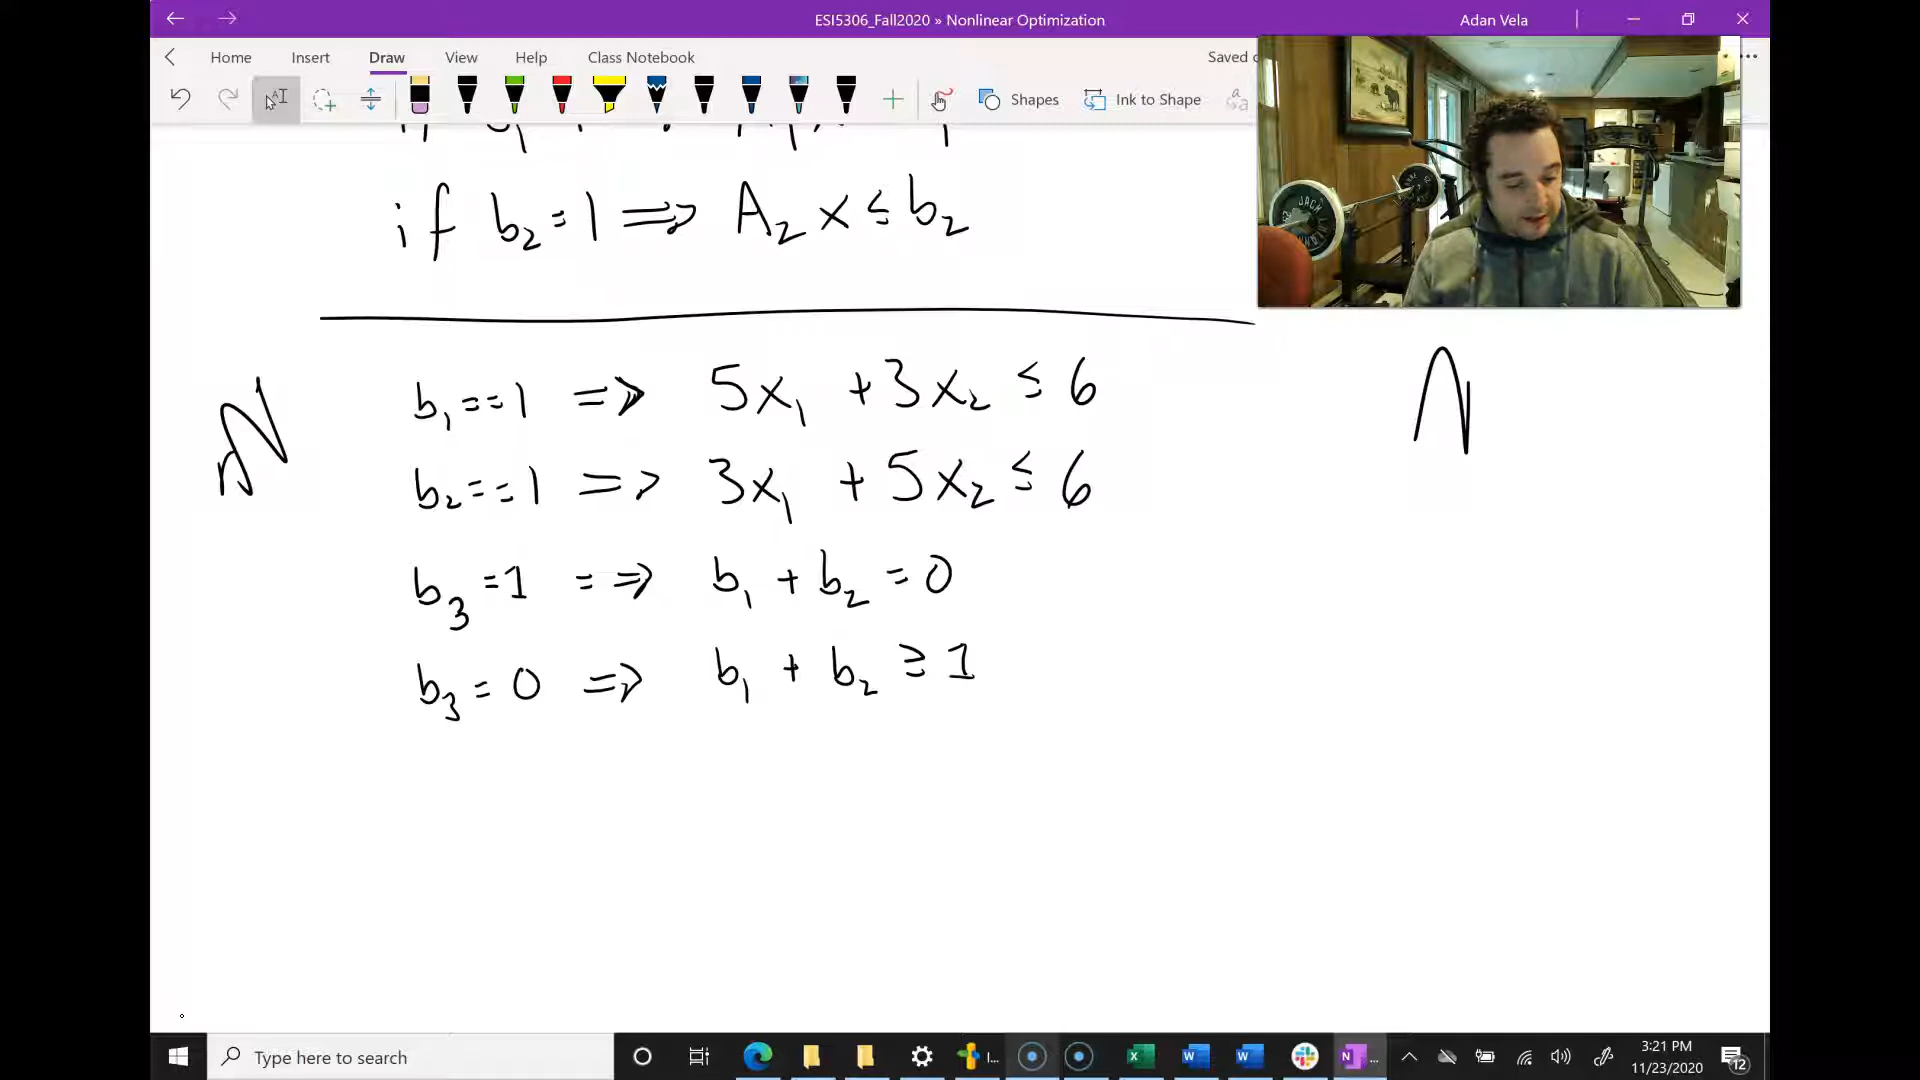 ESI5306_Fall2020 » Nonlinear Optimization
Adan Vela
Home Insert Draw View Help Class Notebook
Saved
Shapes
Ink to Shape
if b₂ = 1 => A₂ x ≤ b₂
b₁ == 1 => 5x₁ + 3x₂ ≤ 6
b₂ == 1 => 3x₁ + 5x₂ ≤ 6
b₃ = 1 ==> b₁ + b₂ = 0
b₃ = 0 => b₁ + b₂ ≥ 1
Type here to search
3:21 PM
11/23/2020
12